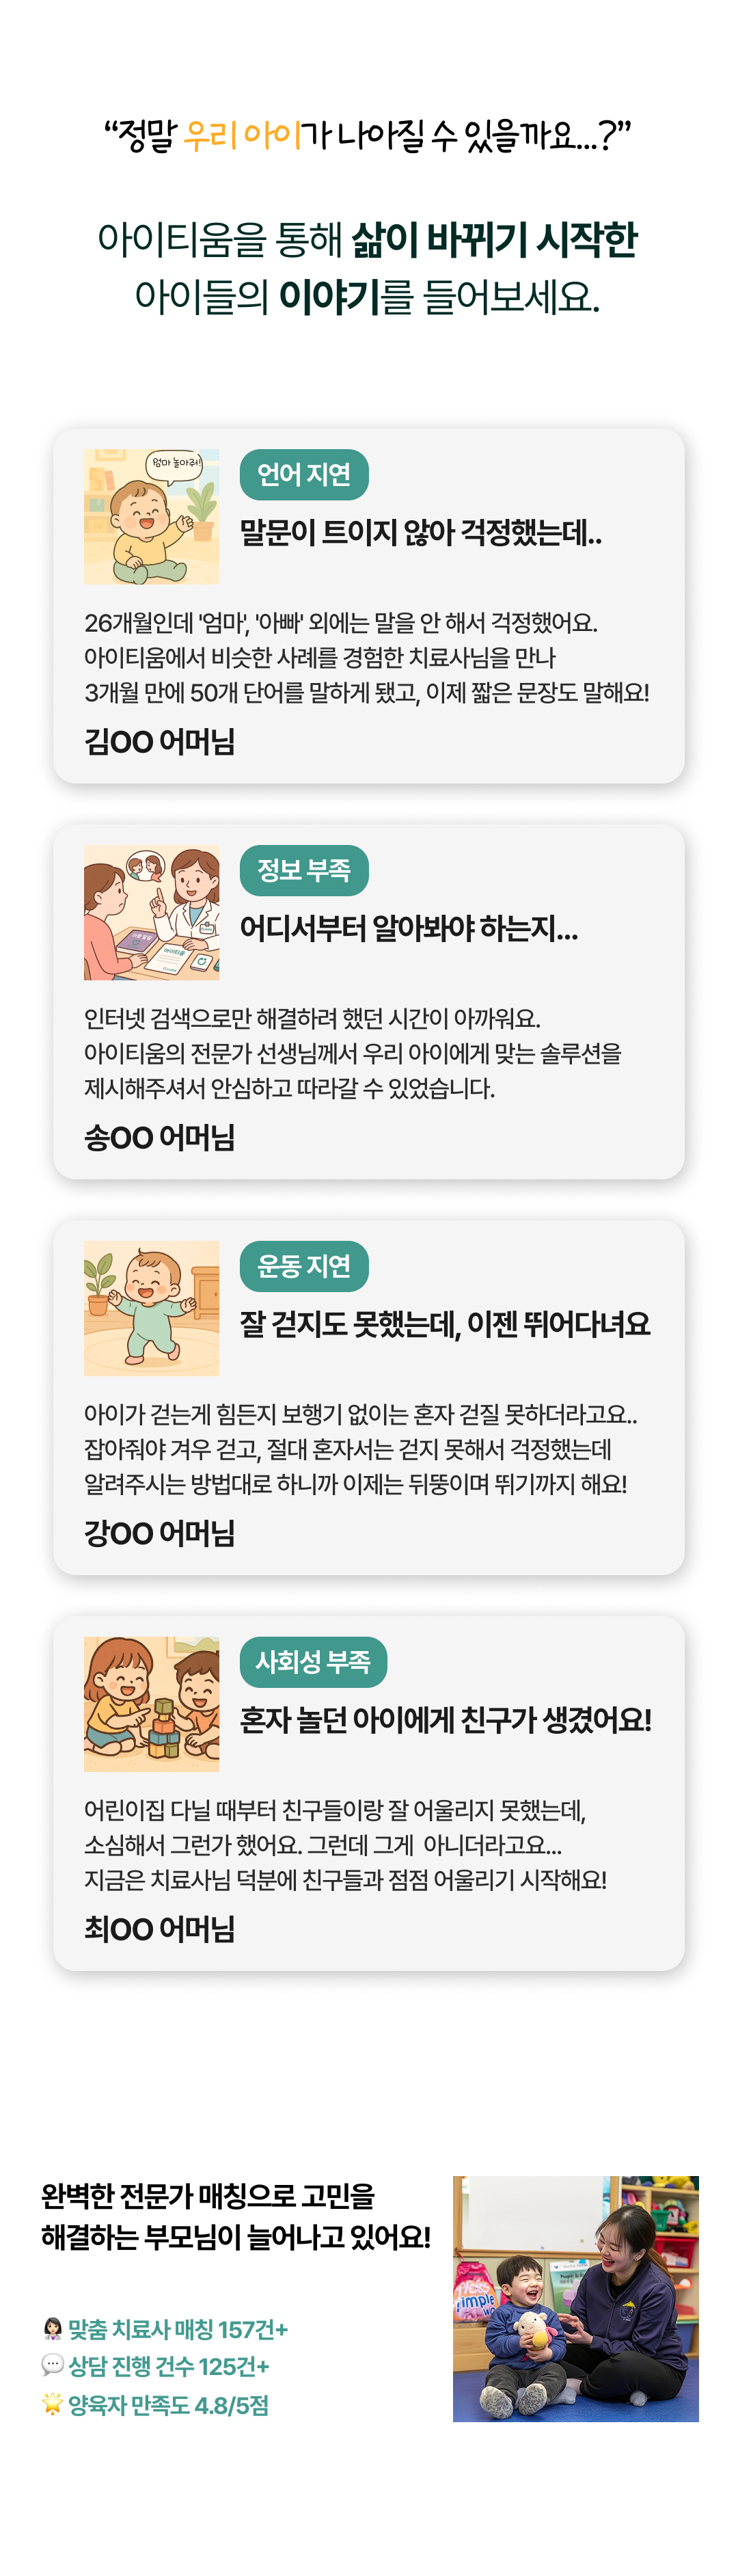 “정말 우리 아이가 나아질 수 있을까요...?”
아이티움을 통해 삶이 바뀌기 시작한
아이들의 이야기를 들어보세요.
엄마 놀아줘!
언어 지연
말문이 트이지 않아 걱정했는데..
26개월인데 '엄마', '아빠' 외에는 말을 안 해서 걱정했어요.
아이티움에서 비슷한 사례를 경험한 치료사님을 만나
3개월 만에 50개 단어를 말하게 됐고, 이제 짧은 문장도 말해요!
김OO 어머님
정보 부족
어디서부터 알아봐야 하는지...
아이티움
인터넷 검색으로만 해결하려 했던 시간이 아까워요.
아이티움의 전문가 선생님께서 우리 아이에게 맞는 솔루션을
제시해주셔서 안심하고 따라갈 수 있었습니다.
송OO 어머님
운동 지연
잘 걷지도 못했는데, 이젠 뛰어다녀요
아이가 걷는게 힘든지 보행기 없이는 혼자 걷질 못하더라고요..
잡아줘야 겨우 걷고, 절대 혼자서는 걷지 못해서 걱정했는데
알려주시는 방법대로 하니까 이제는 뒤뚱이며 뛰기까지 해요!
강OO 어머님
사회성 부족
혼자 놀던 아이에게 친구가 생겼어요!
어린이집 다닐 때부터 친구들이랑 잘 어울리지 못했는데,
소심해서 그런가 했어요. 그런데 그게 아니더라고요...
지금은 치료사님 덕분에 친구들과 점점 어울리기 시작해요!
최OO 어머님
완벽한 전문가 매칭으로 고민을
해결하는 부모님이 늘어나고 있어요!
맞춤 치료사 매칭 157건+
상담 진행 건수 125건+
양육자 만족도 4.8/5점